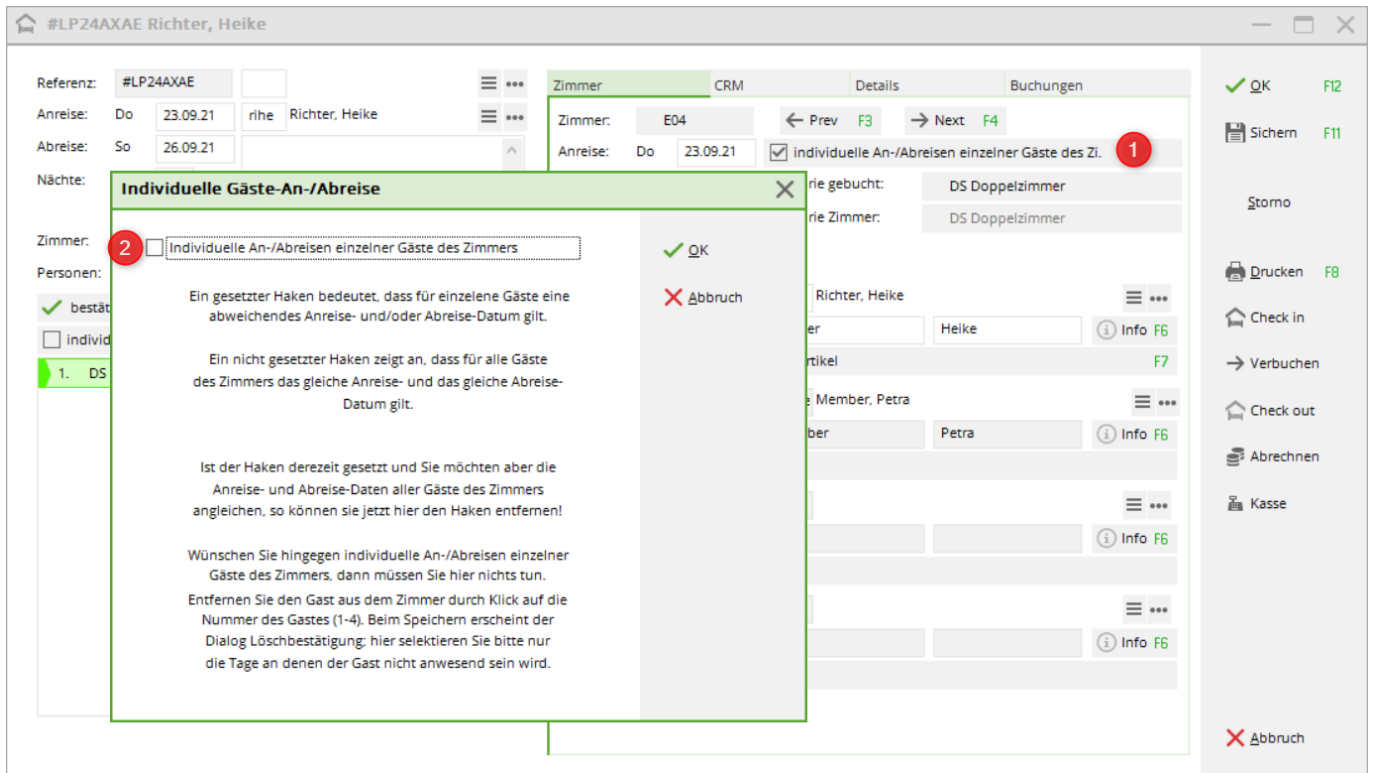 #LP24AXAE Richter, Heike
Referenz: #LP24AXAE
Anreise: Do 23.09.21 rihe Richter, Heike
Abreise: So 26.09.21
Nächte:
Zimmer:
Personen:
bestät
individ
1. DS
Zimmer CRM Details Buchungen
Zimmer: E04 Prev F3 Next F4
Anreise: Do 23.09.21 individuelle An-/Abreisen einzelner Gäste des Zi. 1
rie gebucht: DS Doppelzimmer
rie Zimmer: DS Doppelzimmer
Richter, Heike
er Heike Info F6
rtikel F7
e Member, Petra
ber Petra Info F6
Info F6
Info F6
Individuelle Gäste-An-/Abreise
2 Individuelle An-/Abreisen einzelner Gäste des Zimmers
Ein gesetzter Haken bedeutet, dass für einzelene Gäste eine
abweichendes Anreise- und/oder Abreise-Datum gilt.
Ein nicht gesetzter Haken zeigt an, dass für alle Gäste
des Zimmers das gleiche Anreise- und das gleiche Abreise-
Datum gilt.
Ist der Haken derezeit gesetzt und Sie möchten aber die
Anreise- und Abreise-Daten aller Gäste des Zimmers
angleichen, so können sie jetzt hier den Haken entfernen!
Wünschen Sie hingegen individuelle An-/Abreisen einzelner
Gäste des Zimmers, dann müssen Sie hier nichts tun.
Entfernen Sie den Gast aus dem Zimmer durch Klick auf die
Nummer des Gastes (1-4). Beim Speichern erscheint der
Dialog Löschbestätigung; hier selektieren Sie bitte nur
die Tage an denen der Gast nicht anwesend sein wird.
OK
Abbruch
OK F12
Sichern F11
Storno
Drucken F8
Check in
Verbuchen
Check out
Abrechnen
Kasse
Abbruch